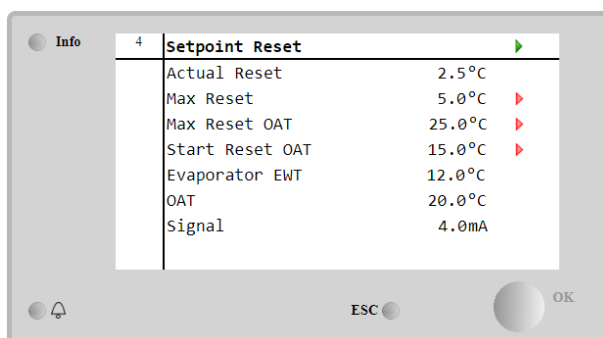 Info
4 Setpoint Reset
Actual Reset 2.5°C
Max Reset 5.0°C
Max Reset OAT 25.0°C
Start Reset OAT 15.0°C
Evaporator EWT 12.0°C
OAT 20.0°C
Signal 4.0mA
ESC
OK